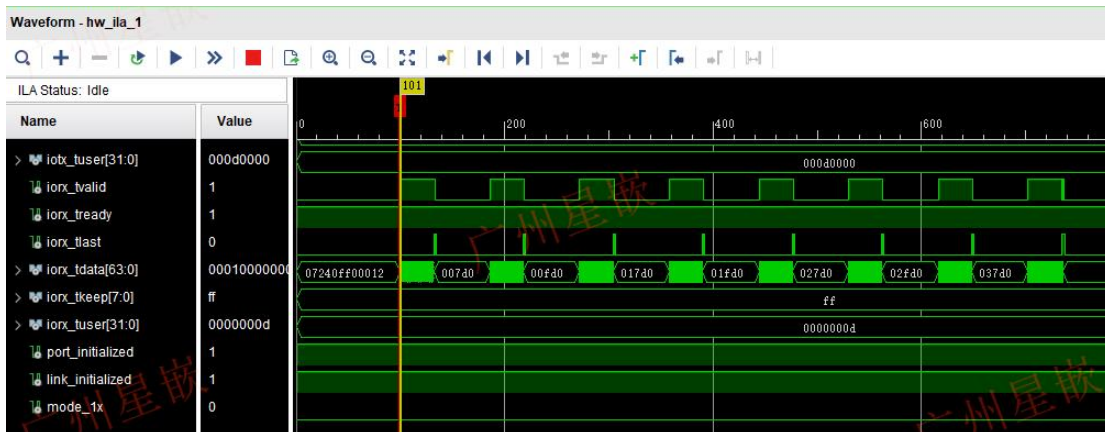 Waveform - hw_ila_1
ILA Status: Idle
101
Name Value
0 200 400 600
iotx_tuser[31:0] 000d0000 000d0000
iorx_tvalid 1
iorx_tready 1
iorx_tlast 0
iorx_tdata[63:0] 00010000000 07240ff00012 007d0 00fd0 017d0 01fd0 027d0 02fd0 037d0
iorx_tkeep[7:0] ff ff
iorx_tuser[31:0] 0000000d 0000000d
port_initialized 1
link_initialized 1
mode_1x 0
广州星嵌
广州星嵌
广州星嵌
广州星嵌